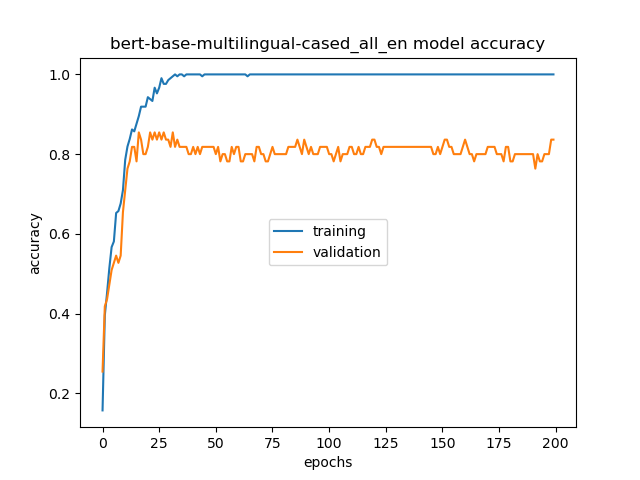 bert-base-multilingual-cased_all_en model accuracy
1.0
0.8
0.6
0.4
0.2
accuracy
training
validation
0 25 50 75 100 125 150 175 200
epochs